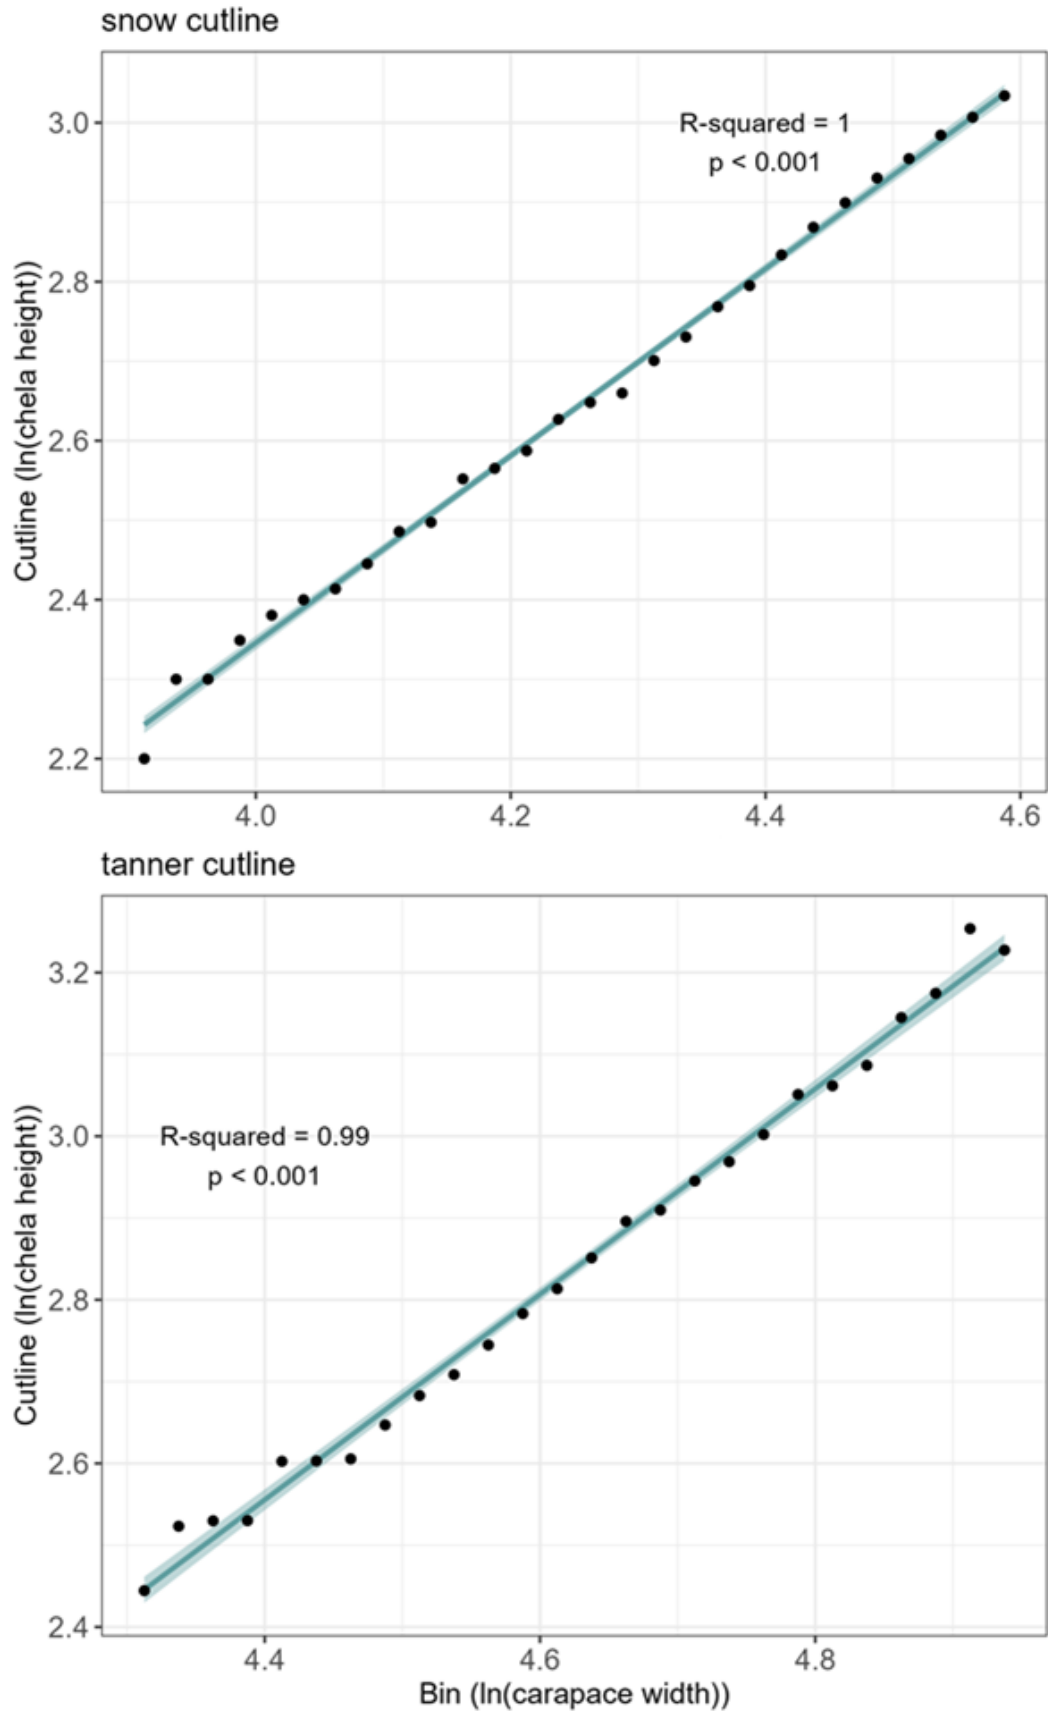 snow cutline
R-squared = 1
p < 0.001
Cutline (ln(chela height))
3.0
2.8
2.6
2.4
2.2
4.0 4.2 4.4 4.6
tanner cutline
R-squared = 0.99
p < 0.001
Cutline (ln(chela height))
3.2
3.0
2.8
2.6
2.4
4.4 4.6 4.8
Bin (ln(carapace width))